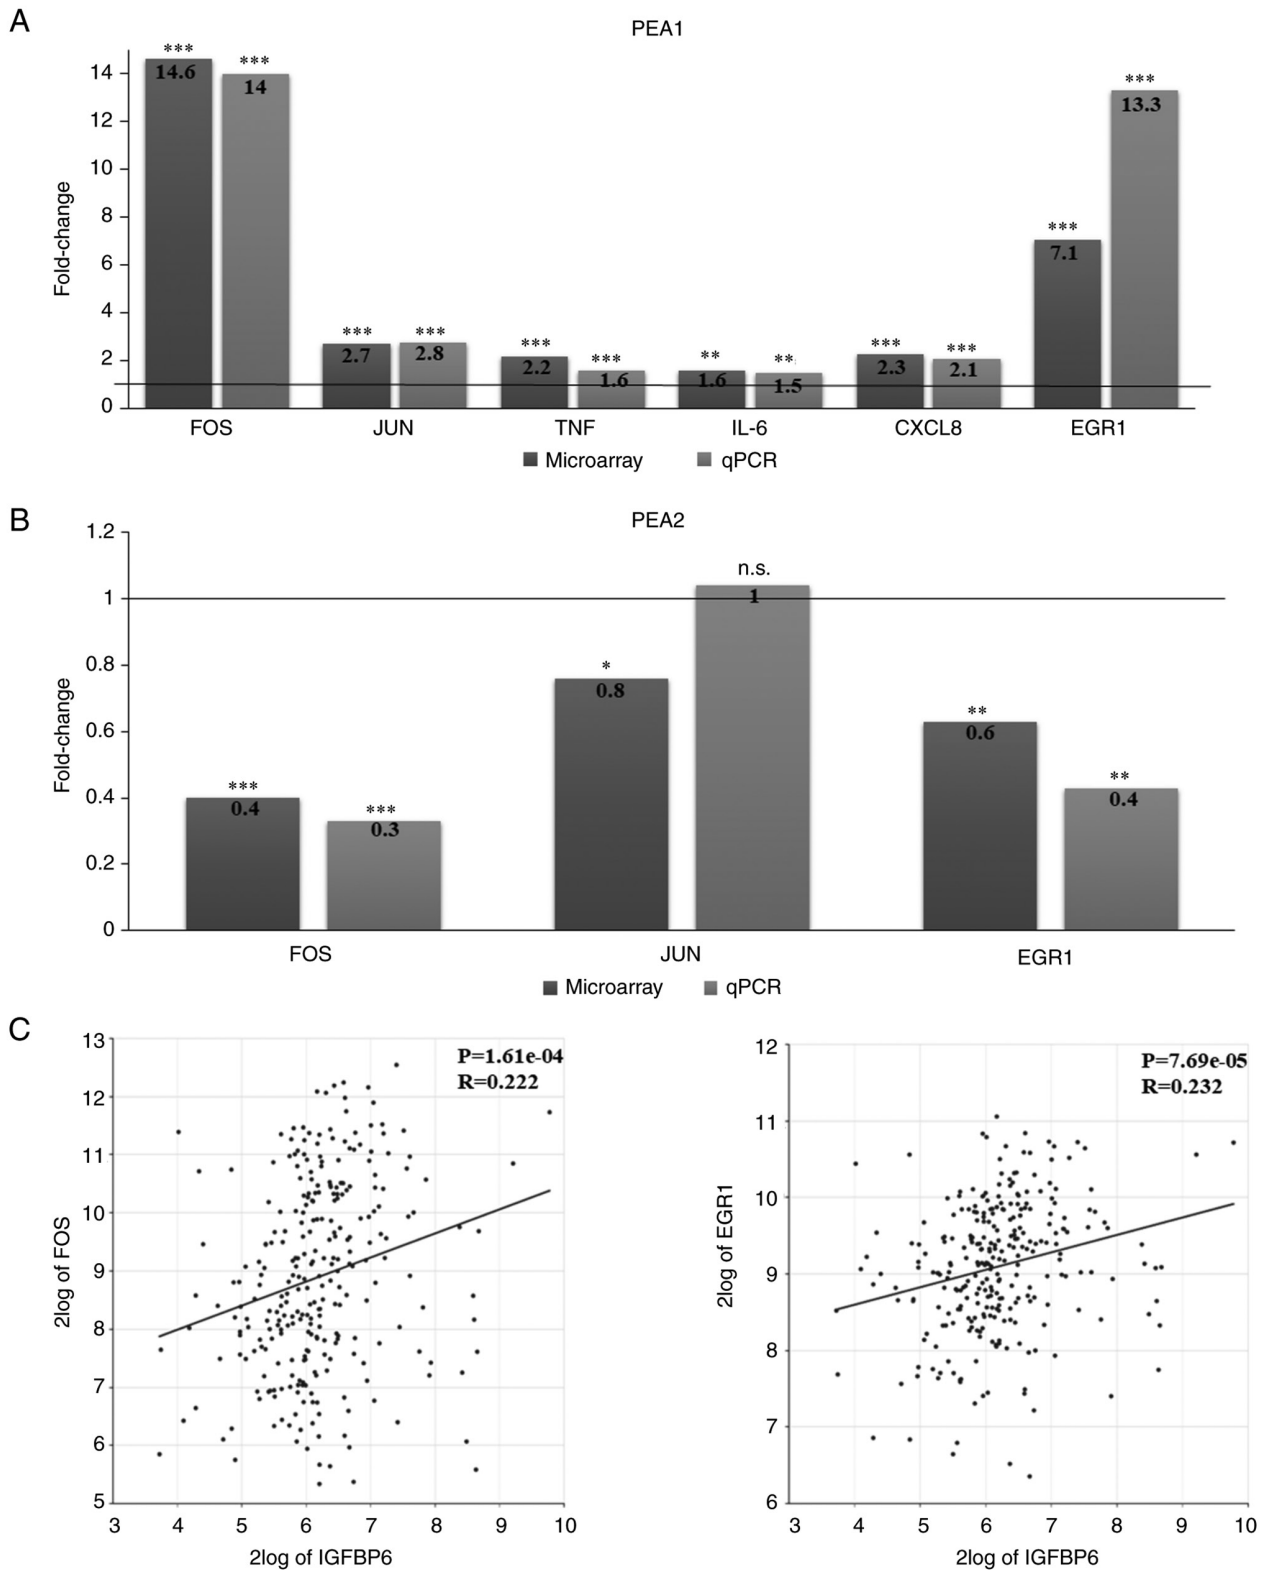 A
PEA1
Fold-change
14
12
10
8
6
4
2
0
*** ***
14.6 14
*** ***
2.7 2.8
*** ***
2.2 1.6
** **
1.6 1.5
*** ***
2.3 2.1
*** ***
7.1 13.3
FOS JUN TNF IL-6 CXCL8 EGR1
Microarray qPCR
B
PEA2
Fold-change
1.2
1
0.8
0.6
0.4
0.2
0
*** ***
0.4 0.3
* n.s.
0.8 1
** **
0.6 0.4
FOS JUN EGR1
Microarray qPCR
C
2log of FOS
13
12
11
10
9
8
7
6
5
P=1.61e-04
R=0.222
3 4 5 6 7 8 9 10
2log of IGFBP6
2log of EGR1
12
11
10
9
8
7
6
P=7.69e-05
R=0.232
3 4 5 6 7 8 9 10
2log of IGFBP6